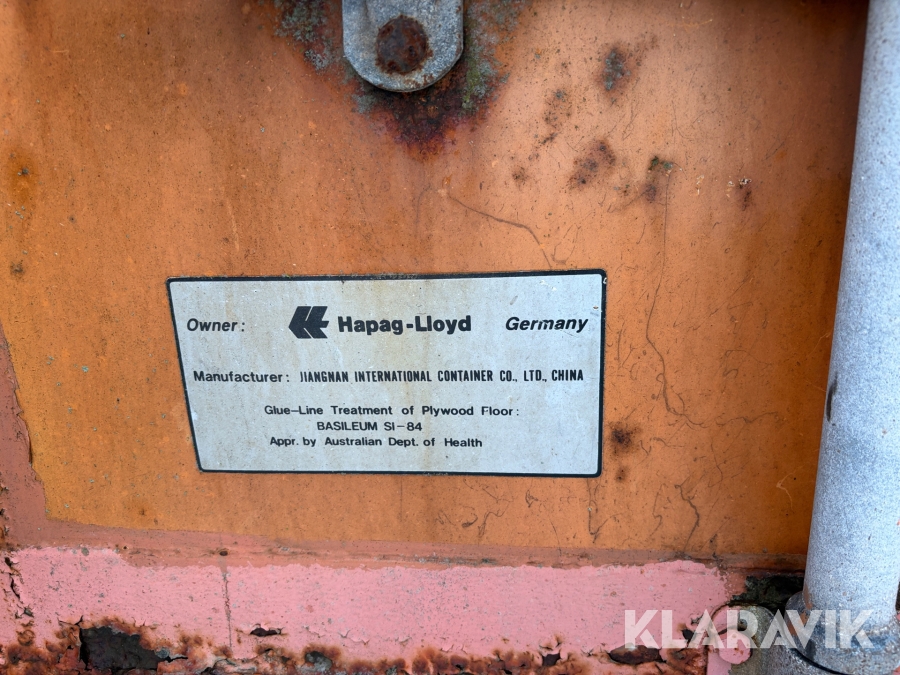 Owner: Hapag-Lloyd Germany
Manufacturer: JIANGNAN INTERNATIONAL CONTAINER CO., LTD., CHINA
Glue-Line Treatment of Plywood Floor:
BASILEUM SI-84
Appr. by Australian Dept. of Health
KLARAVIK